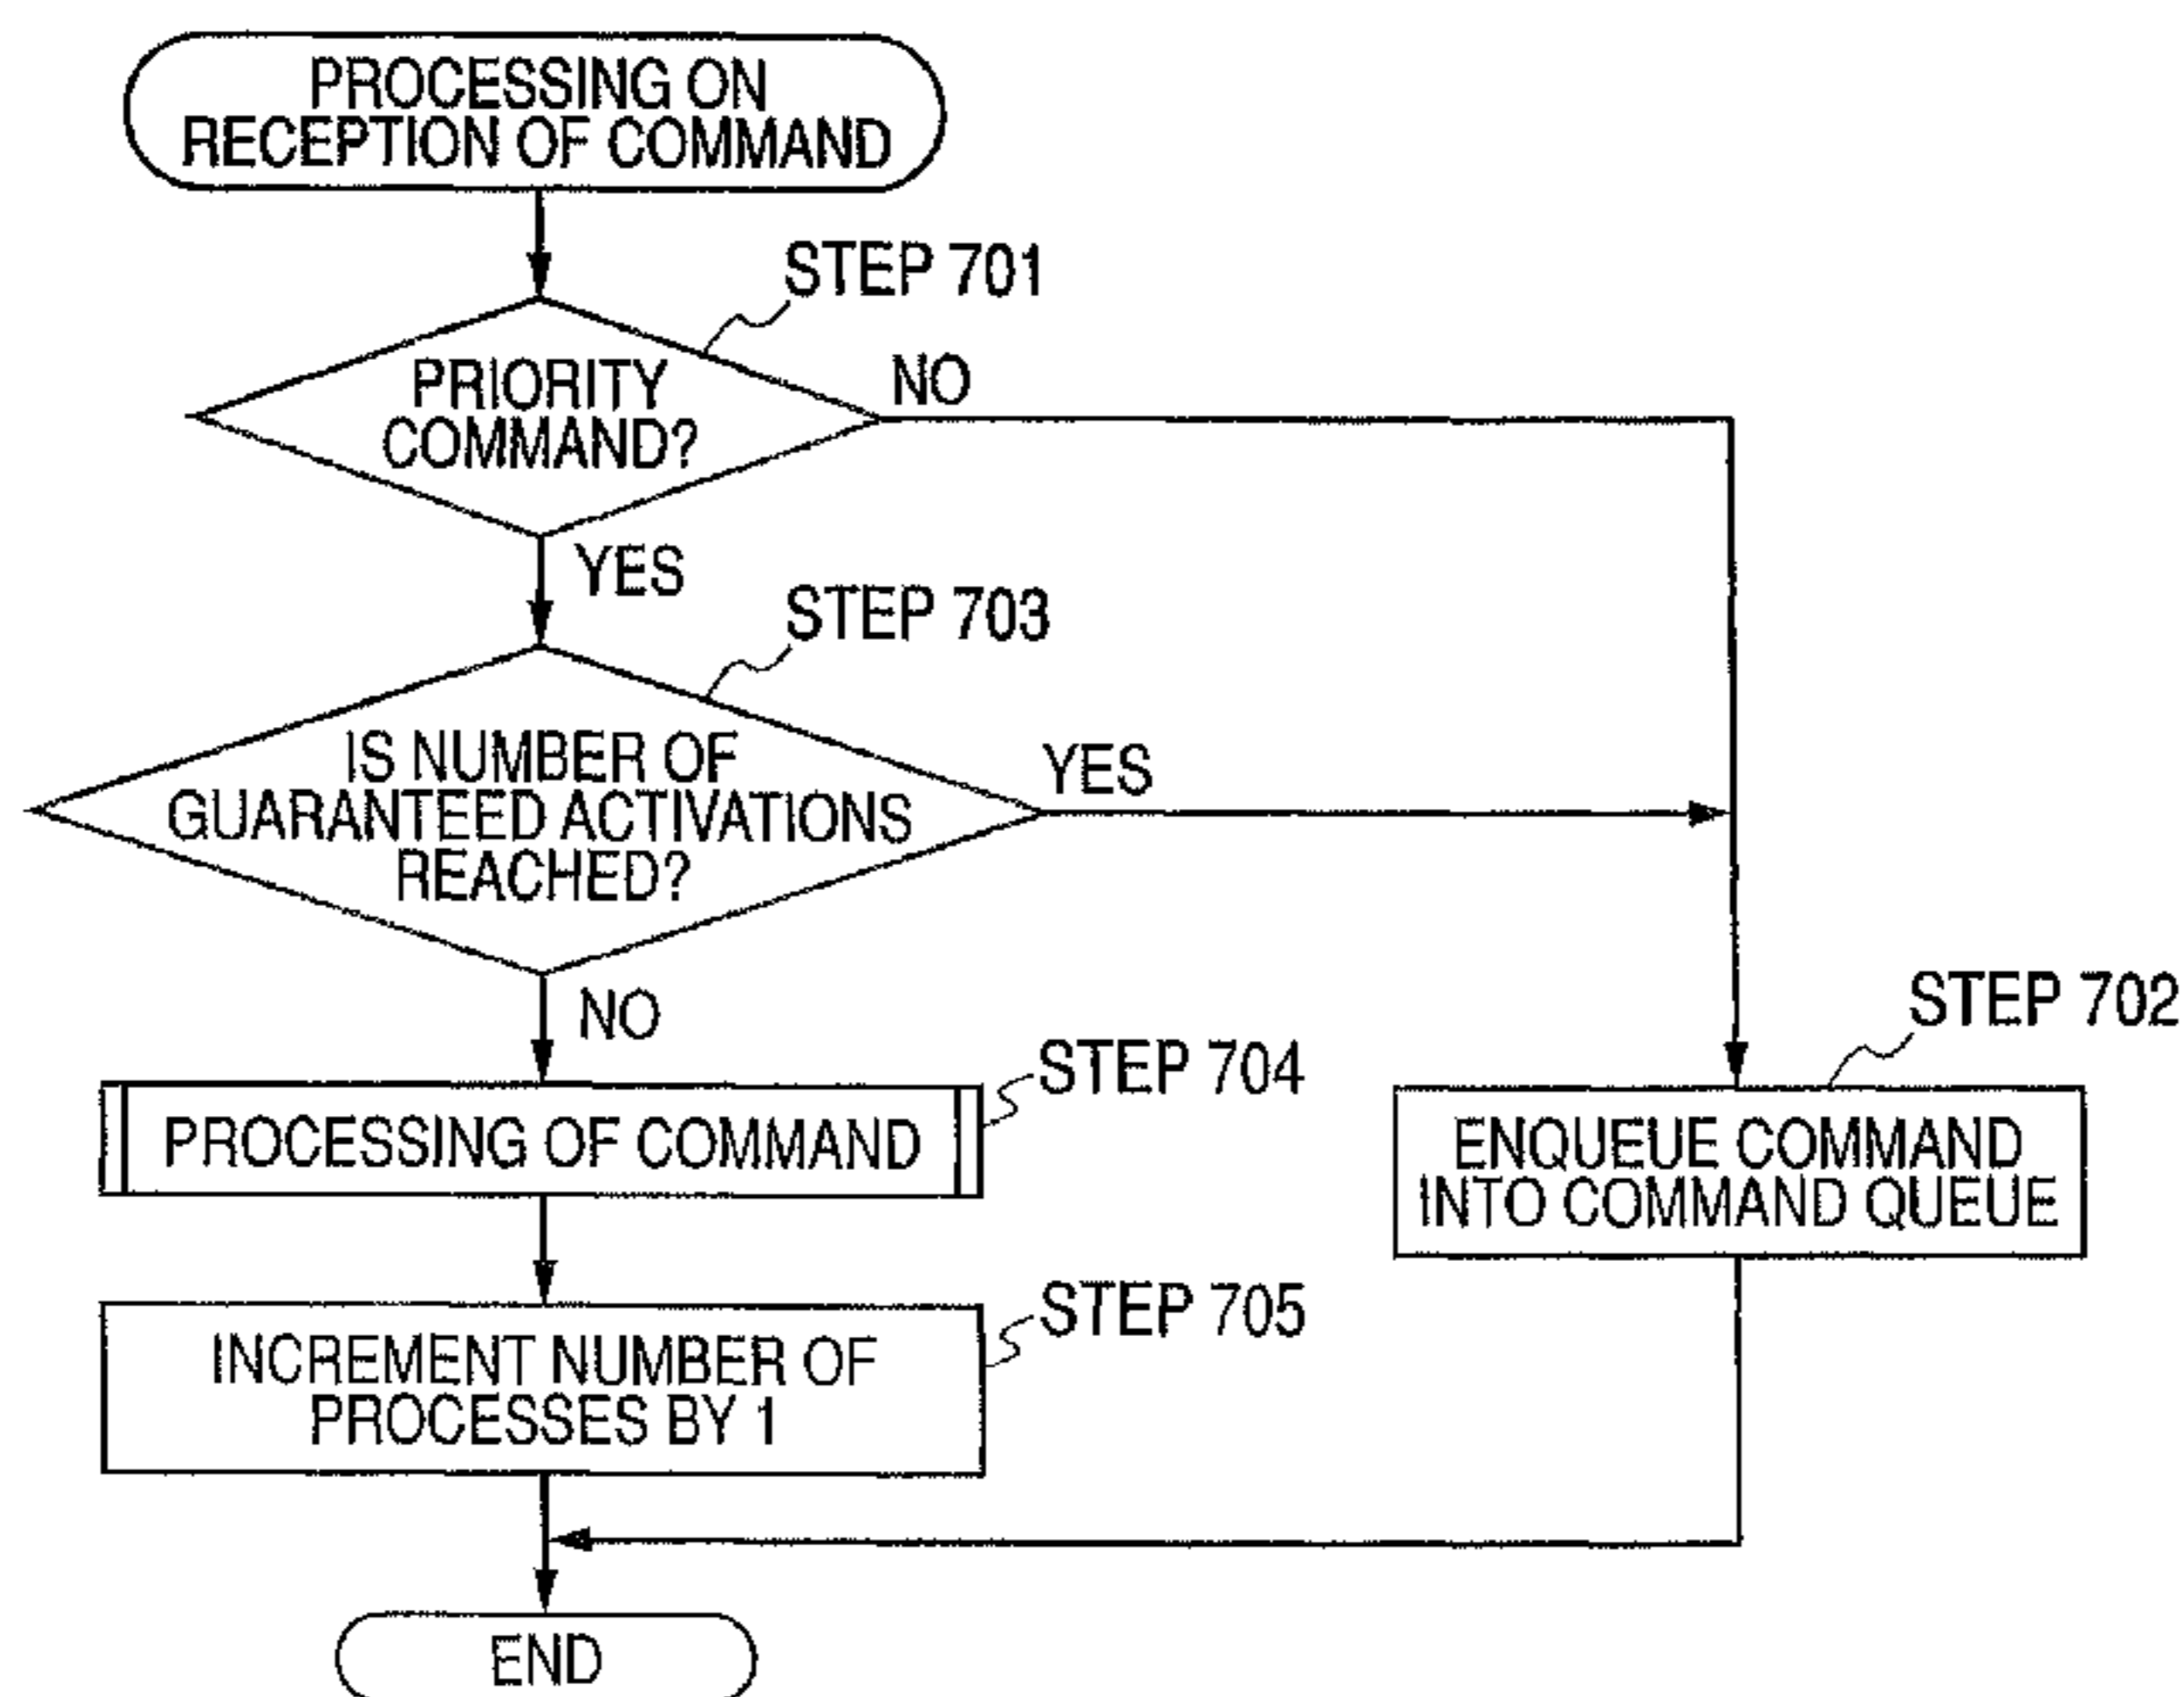 PROCESSING ON
RECEPTION OF COMMAND
STEP 701
PRIORITY
COMMAND?
NO
YES
STEP 703
IS NUMBER OF
GUARANTEED ACTIVATIONS
REACHED?
YES
NO
STEP 704
PROCESSING OF COMMAND
STEP 702
ENQUEUE COMMAND
INTO COMMAND QUEUE
STEP 705
INCREMENT NUMBER OF
PROCESSES BY 1
END